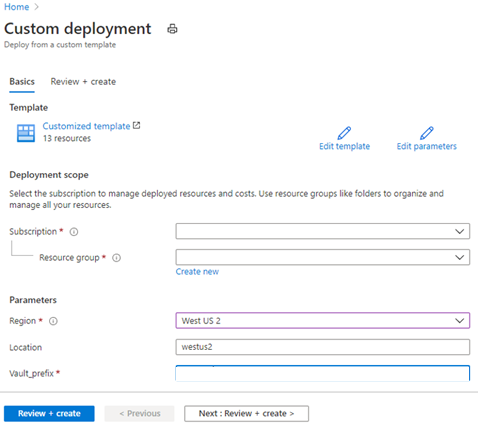 Home >
Custom deployment
Deploy from a custom template
Basics Review + create
Template
Customized template
13 resources
Edit template Edit parameters
Deployment scope
Select the subscription to manage deployed resources and costs. Use resource groups like folders to organize and
manage all your resources.
Subscription *
Resource group *
Create new
Parameters
Region * West US 2
Location westus2
Vault_prefix *
Review + create < Previous Next : Review + create >